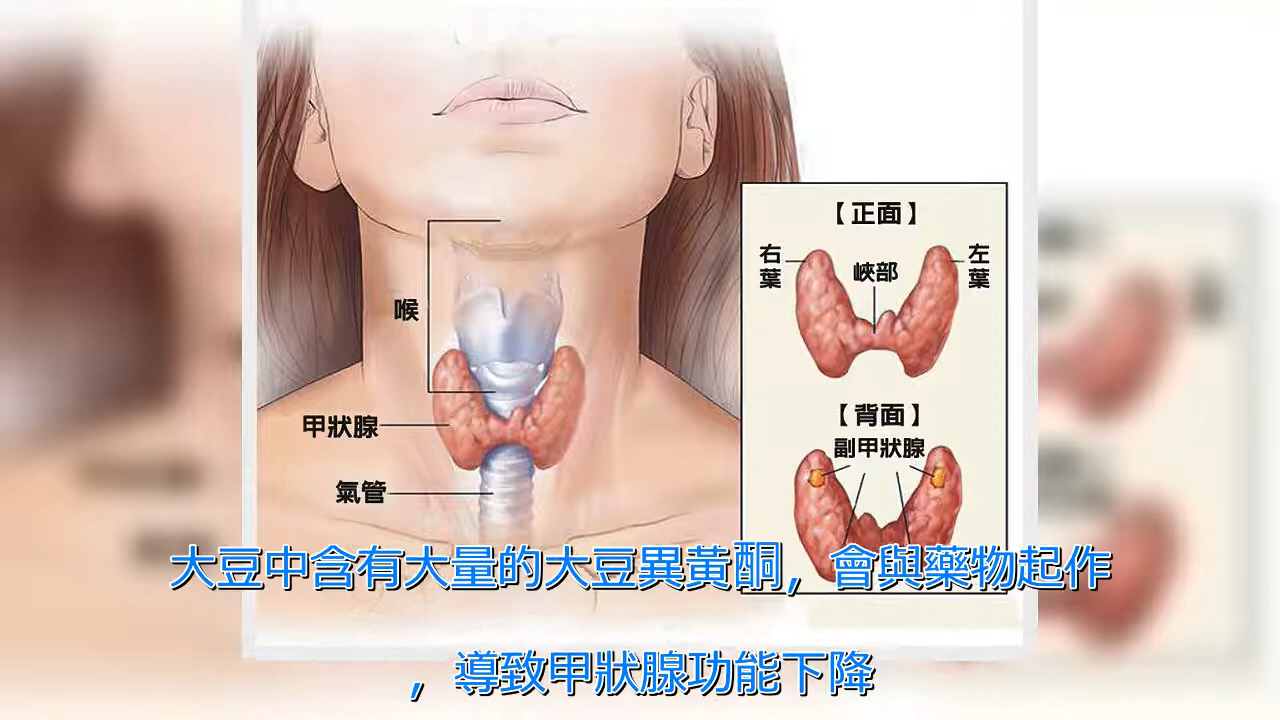 【正面】
右葉
峽部
左葉
喉
【背面】
甲狀腺
副甲狀腺
氣管
大豆中含有大量的大豆異黃酮，會與藥物起作
，導致甲狀腺功能下降